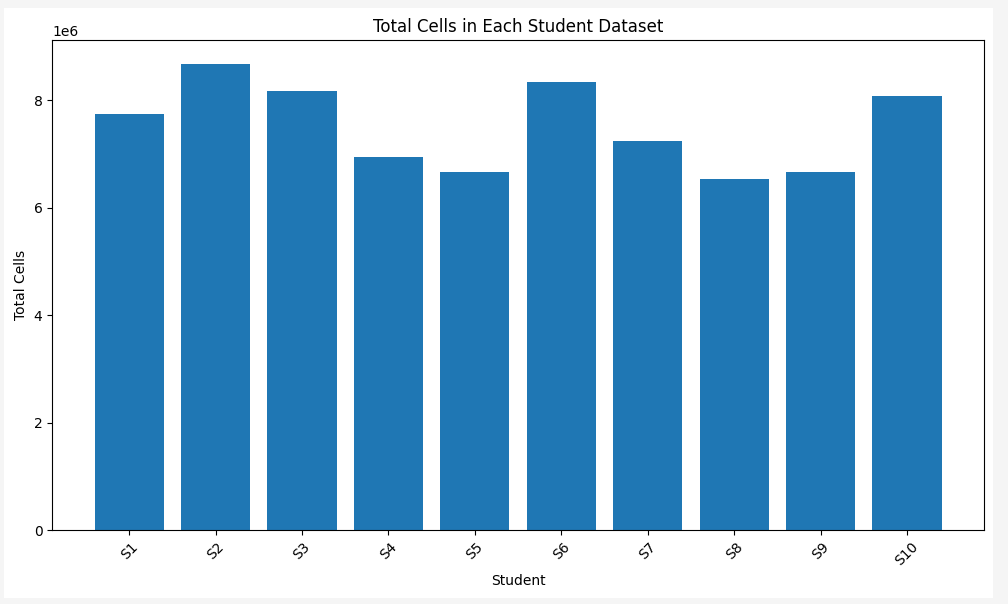 Total Cells in Each Student Dataset
1e6
8
6
4
2
0
Total Cells
S1 S2 S3 S4 S5 S6 S7 S8 S9 S10
Student